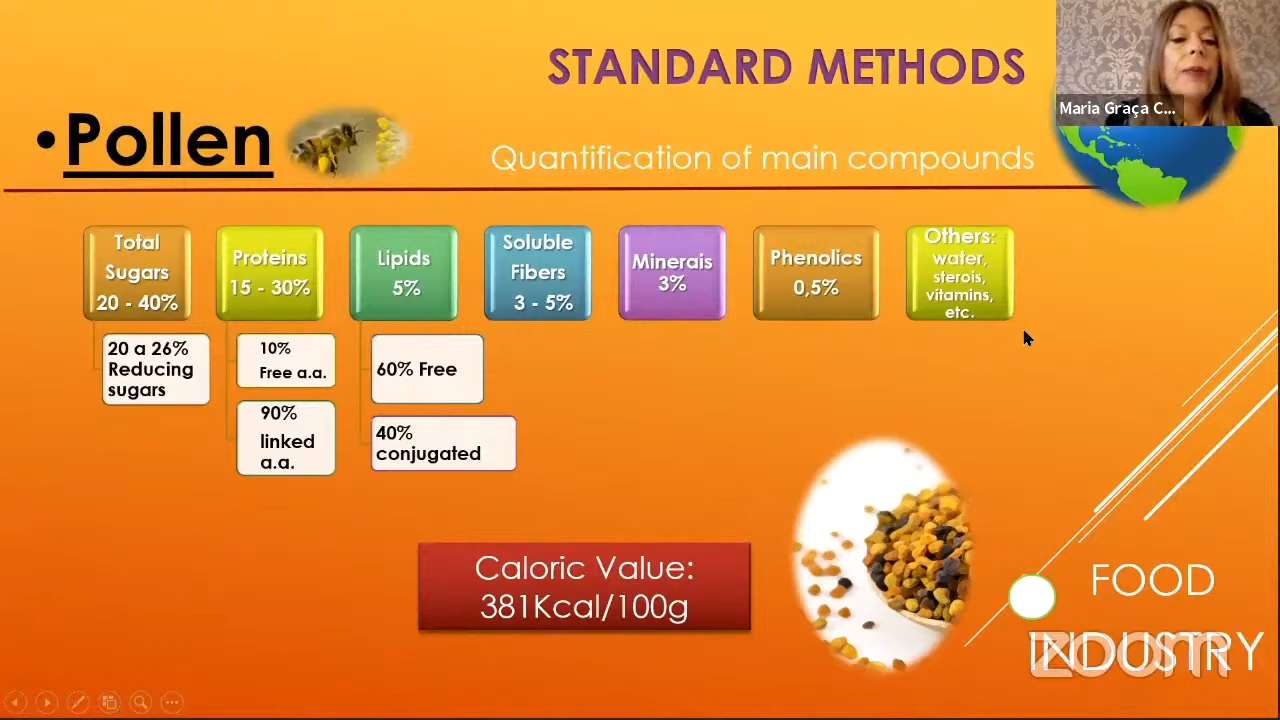 STANDARD METHODS
Maria Graça C...
•Pollen
Quantification of main compounds
Total
Sugars
20 - 40%
Proteins
15 - 30%
Lipids
5%
Soluble
Fibers
3 - 5%
Minerais
3%
Phenolics
0,5%
Others:
water,
sterois,
vitamins,
etc.
20 a 26%
Reducing
sugars
10%
Free a.a.
90%
linked
a.a.
60% Free
40%
conjugated
Caloric Value:
381Kcal/100g
FOOD
INDUSTRY
zoom